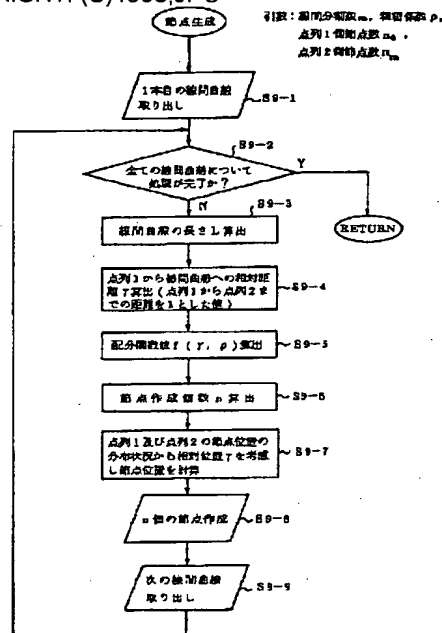 節点生成
引数：線間分割数m，粗密係数ρ，
点列1側節点数n₀，
点列2側節点数nₘ
1本目の線間曲線
取り出し
S9-1
S9-2
全ての線間曲線について
処理が完了か？
Y
N
S9-3
線間曲線の長さL算出
RETURN
点列1から線間曲線への相対距
離γ算出（点列1から点列2ま
での距離を1とした値）
S9-4
配分関数値f（γ，ρ）算出
S9-5
節点作成個数n算出
S9-6
点列1及び点列2の節点位置の
分布状況から相対位置γを考慮
し節点位置を計算
S9-7
n個の節点作成
S9-8
次の線間曲線
取り出し
S9-9